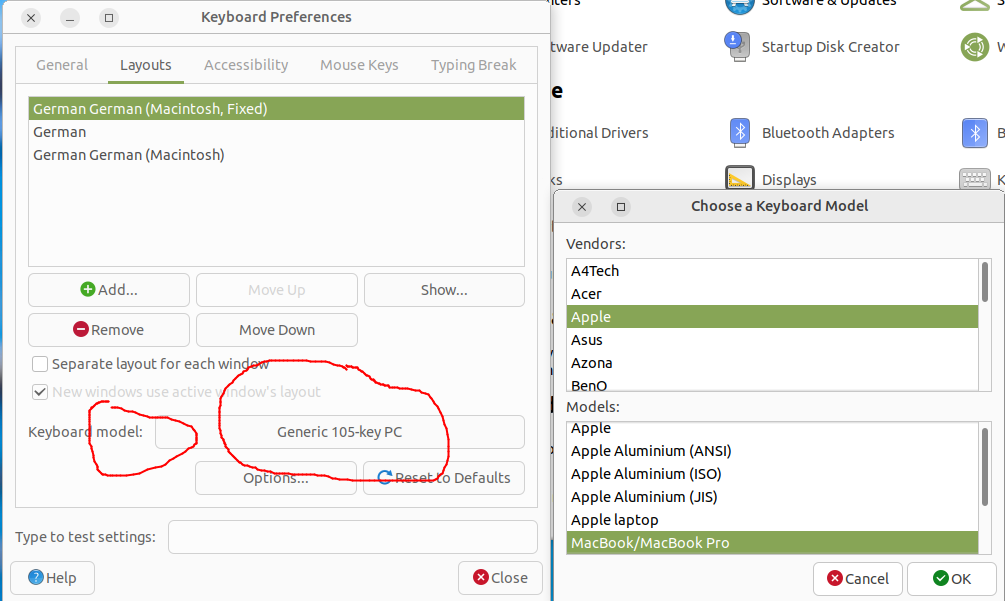 Keyboard Preferences
General Layouts Accessibility Mouse Keys Typing Break
German German (Macintosh, Fixed)
German
German German (Macintosh)
Add... Move Up Show...
Remove Move Down
Separate layout for each window
New windows use active window's layout
Keyboard model: Generic 105-key PC
Options... Reset to Defaults
Type to test settings:
Help Close
Software & Updates
tware Updater Startup Disk Creator
e
ditional Drivers Bluetooth Adapters B
ks Displays K
Choose a Keyboard Model
Vendors:
A4Tech
Acer
Apple
Asus
Azona
BenQ
Models:
Apple
Apple Aluminium (ANSI)
Apple Aluminium (ISO)
Apple Aluminium (JIS)
Apple laptop
MacBook/MacBook Pro
Cancel OK